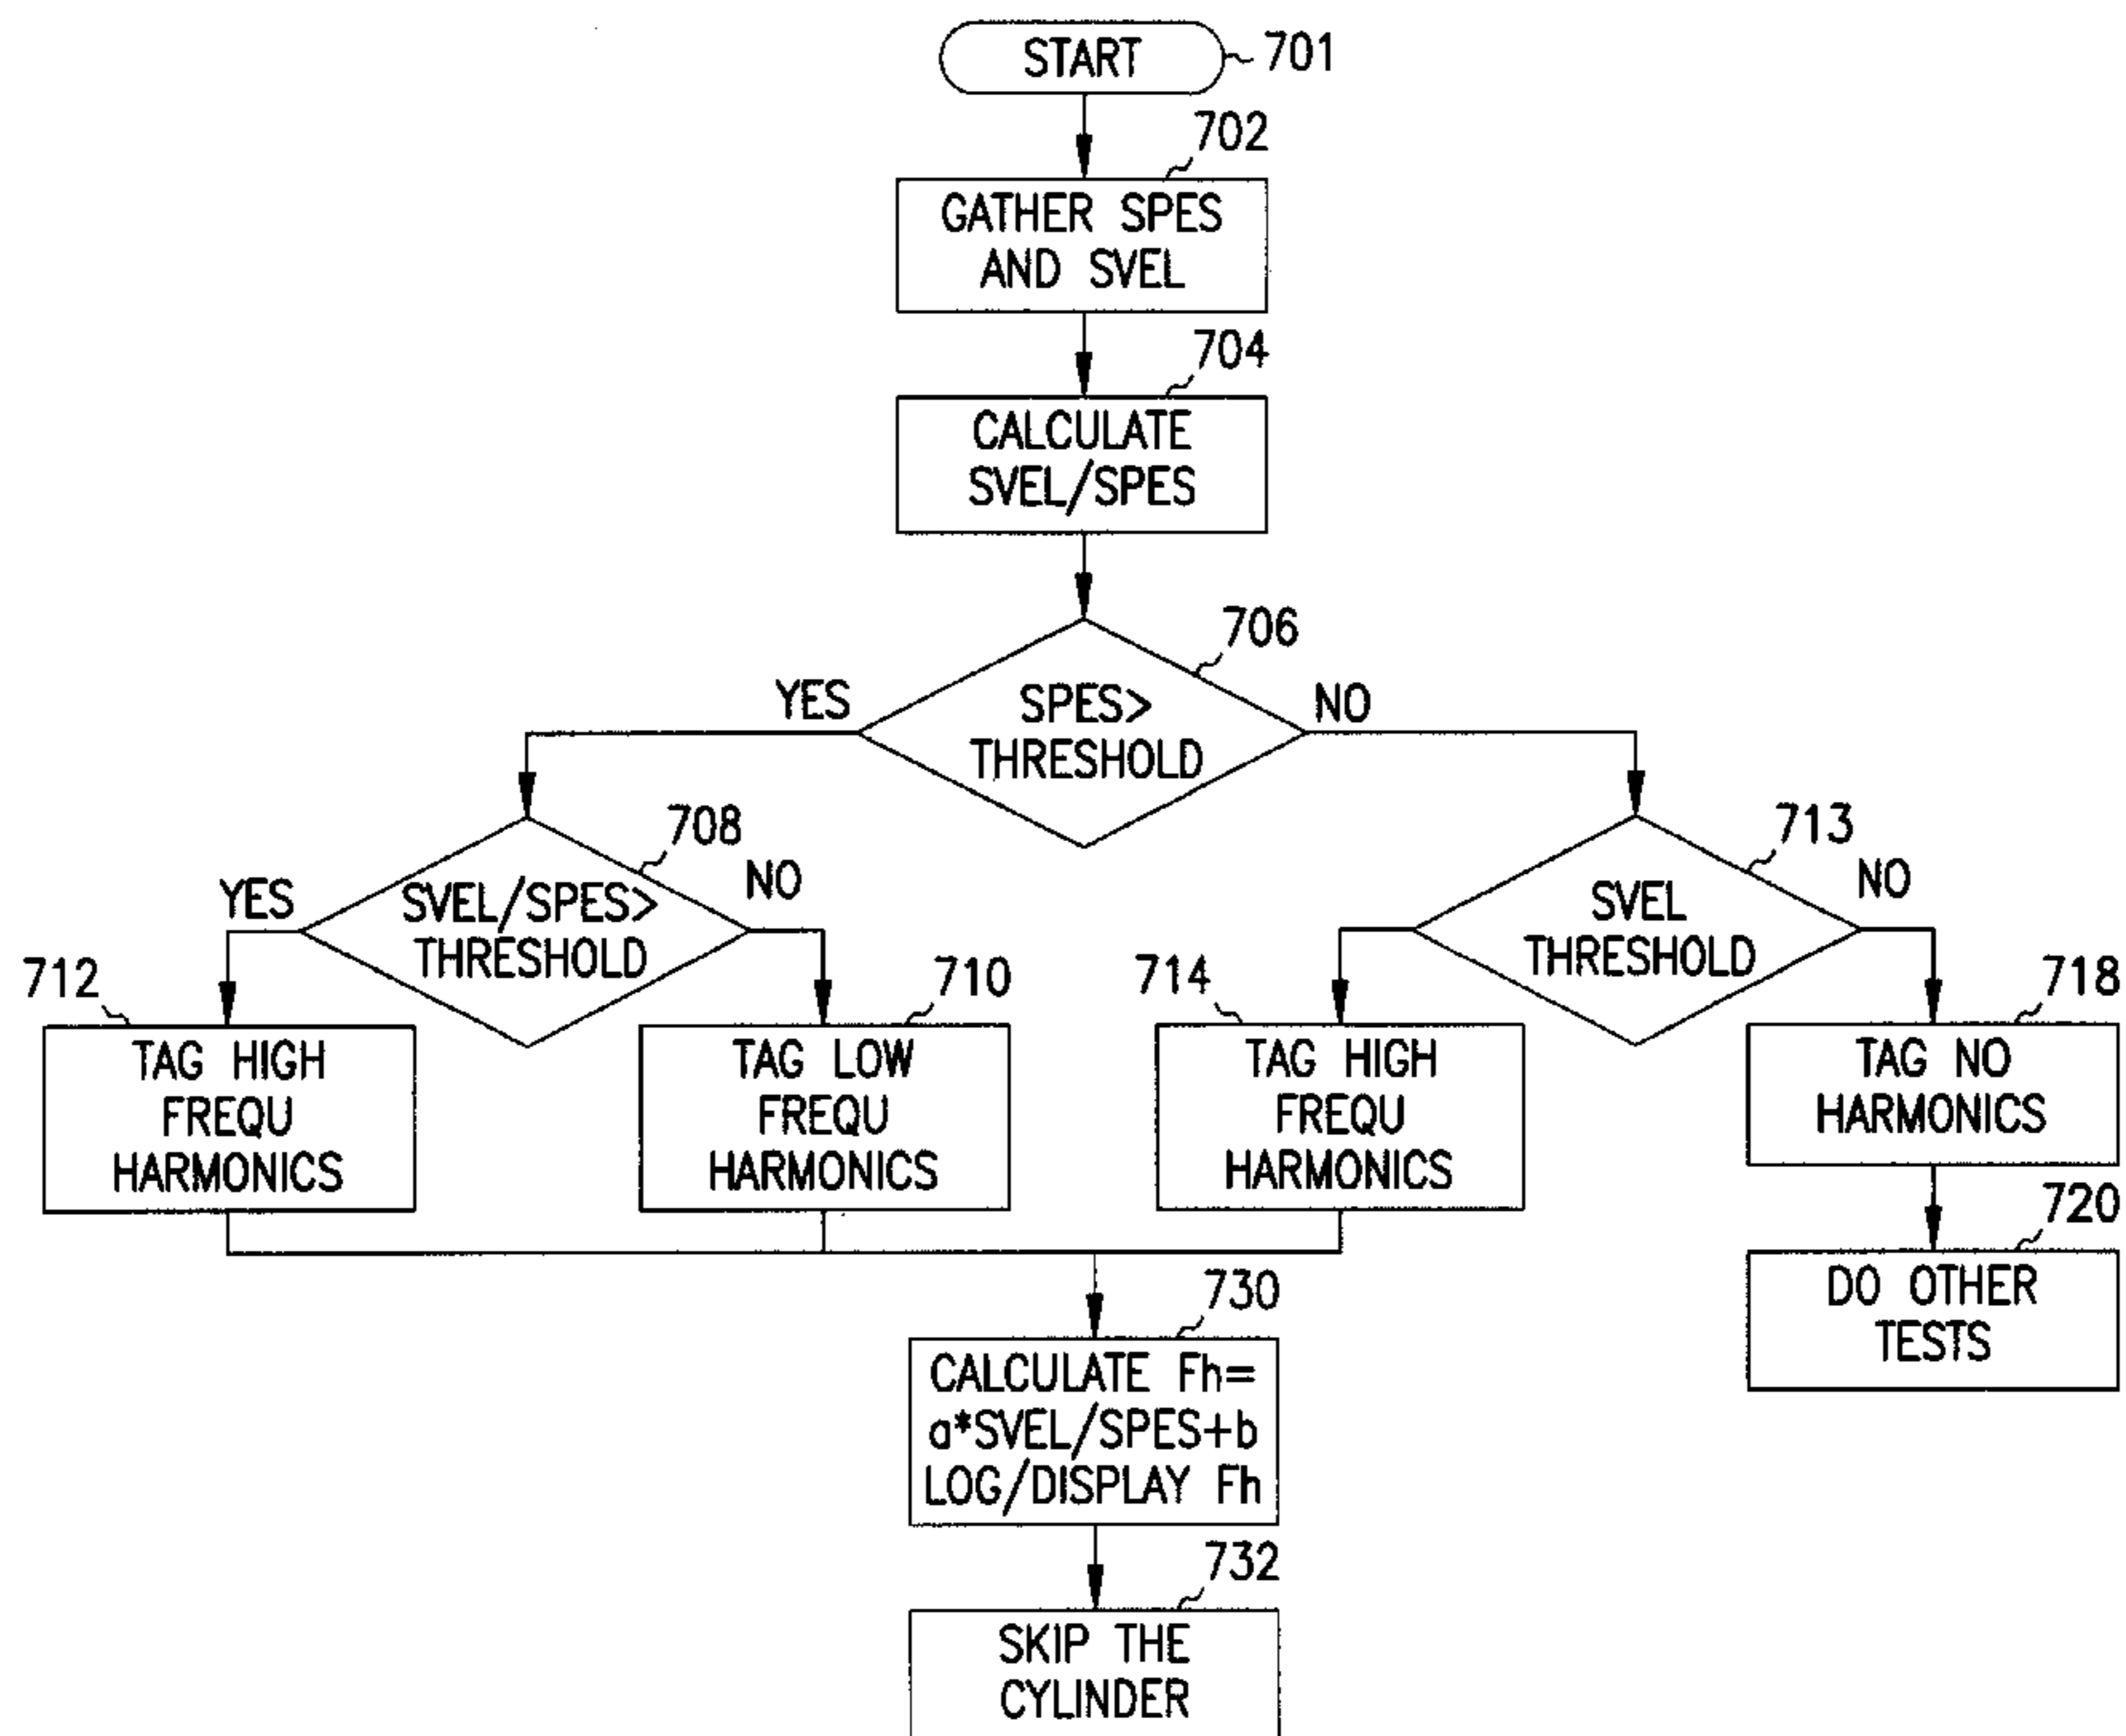 START
701
702
GATHER SPES
AND SVEL
704
CALCULATE
SVEL/SPES
706
YES
SPES>
THRESHOLD
NO
708
YES
SVEL/SPES>
THRESHOLD
NO
713
SVEL
THRESHOLD
NO
712
TAG HIGH
FREQU
HARMONICS
710
TAG LOW
FREQU
HARMONICS
714
TAG HIGH
FREQU
HARMONICS
718
TAG NO
HARMONICS
720
DO OTHER
TESTS
730
CALCULATE Fh=
a*SVEL/SPES+b
LOG/DISPLAY Fh
732
SKIP THE
CYLINDER